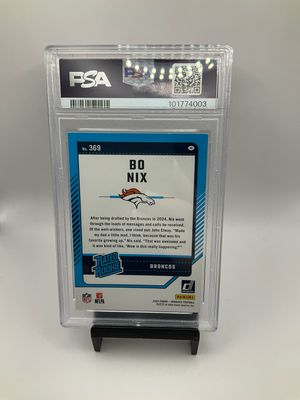 PSA
101774003
No. 369
BO
NIX
After being drafted by the Broncos in 2024, Nix went
through the loads of messages and calls he received.
Of the well-wishers, one stood out: John Elway. "Made
my dad a little mad, I think, because that was his
favorite growing up," Nix said. "That was awesome and
it was kind of like, 'Wow is this really happening?'"
RATED
ROOKIE
BRONCOS
NFL
PANINI